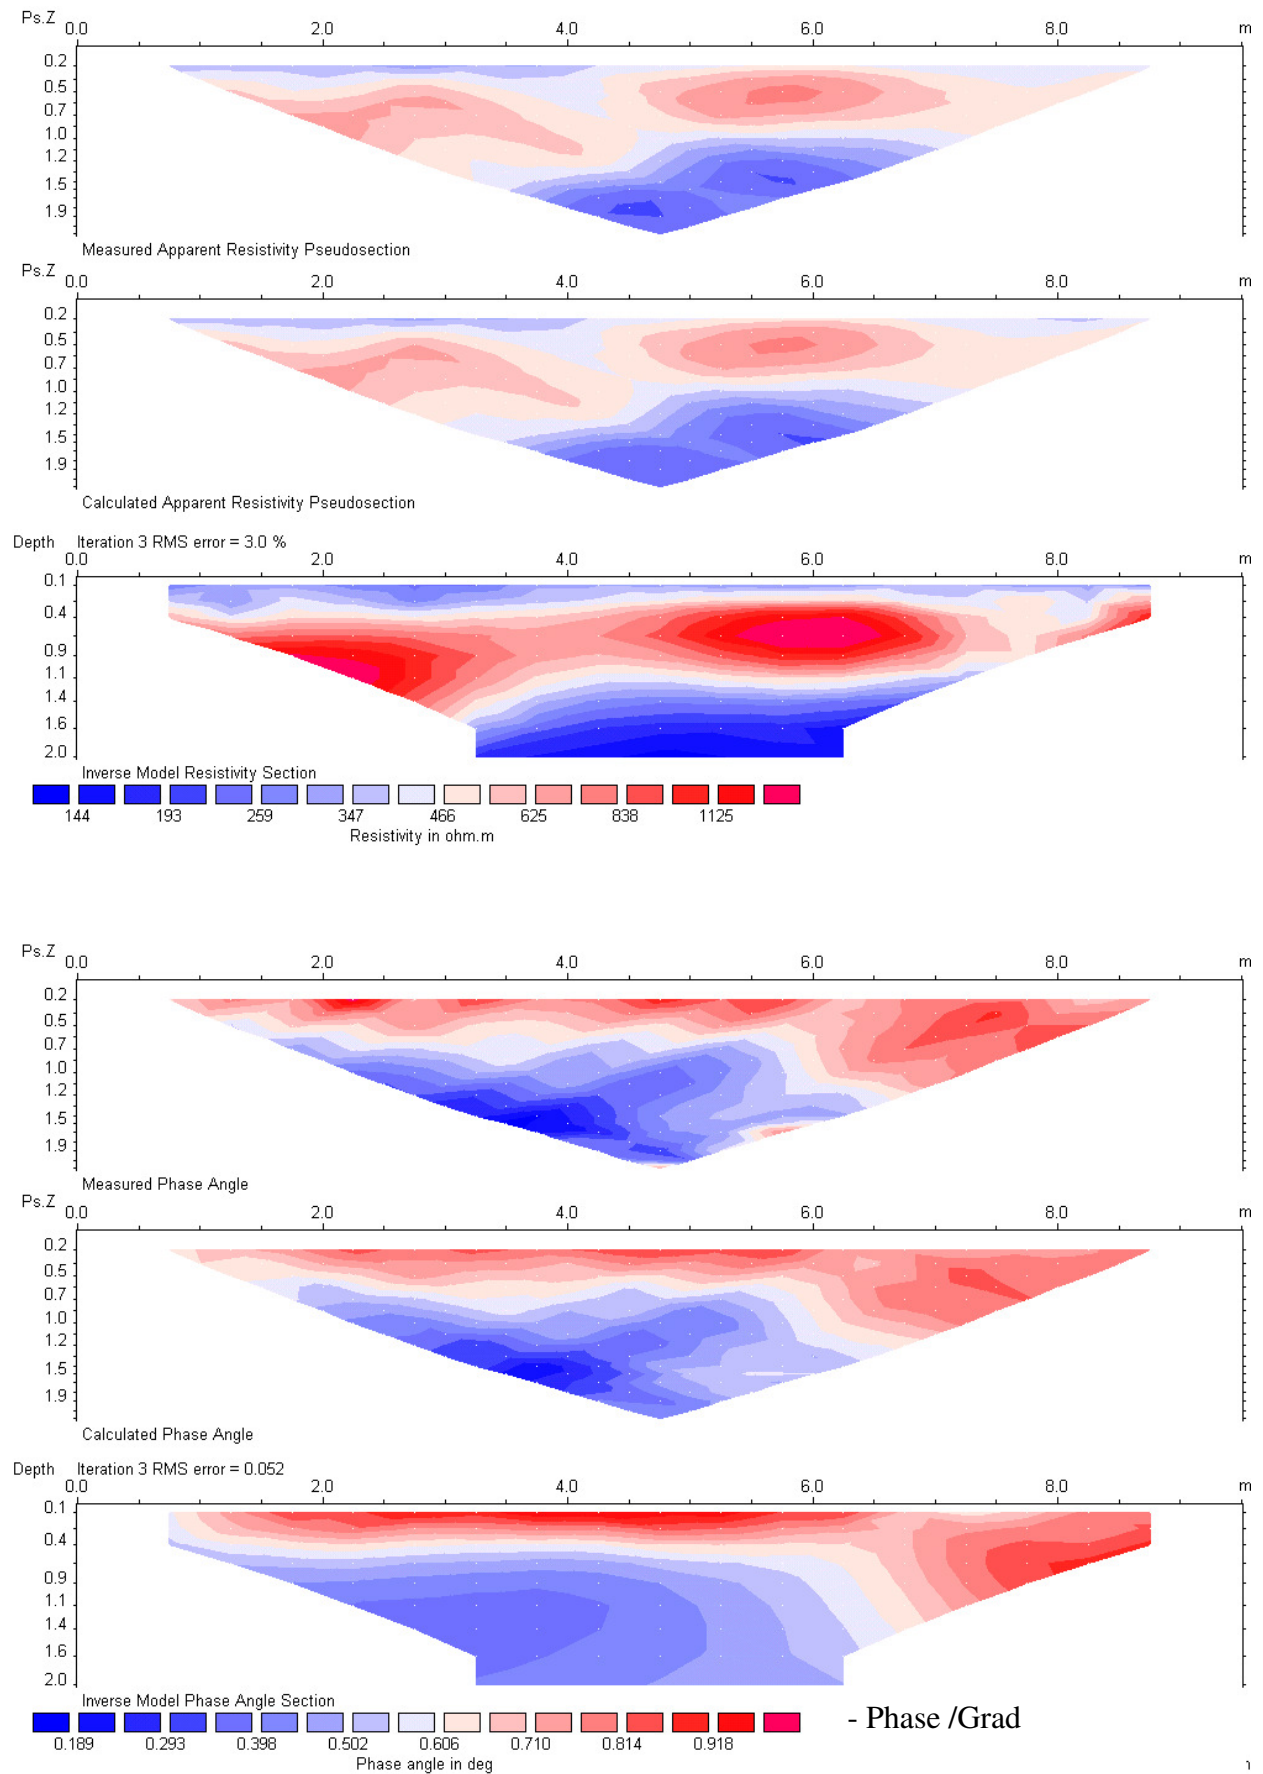 Ps.Z
0.0 2.0 4.0 6.0 8.0 m
0.2
0.5
0.7
1.0
1.2
1.5
1.9
Measured Apparent Resistivity Pseudosection
Ps.Z
0.0 2.0 4.0 6.0 8.0 m
0.2
0.5
0.7
1.0
1.2
1.5
1.9
Calculated Apparent Resistivity Pseudosection
Depth Iteration 3 RMS error = 3.0 %
0.0 2.0 4.0 6.0 8.0 m
0.1
0.4
0.9
1.1
1.4
1.6
2.0
Inverse Model Resistivity Section
144 193 259 347 466 625 838 1125
Resistivity in ohm.m
Ps.Z
0.0 2.0 4.0 6.0 8.0 m
0.2
0.5
0.7
1.0
1.2
1.5
1.9
Measured Phase Angle
Ps.Z
0.0 2.0 4.0 6.0 8.0 m
0.2
0.5
0.7
1.0
1.2
1.5
1.9
Calculated Phase Angle
Depth Iteration 3 RMS error = 0.052
0.0 2.0 4.0 6.0 8.0 m
0.1
0.4
0.9
1.1
1.4
1.6
2.0
Inverse Model Phase Angle Section
- Phase /Grad
0.189 0.293 0.398 0.502 0.606 0.710 0.814 0.918
Phase angle in deg